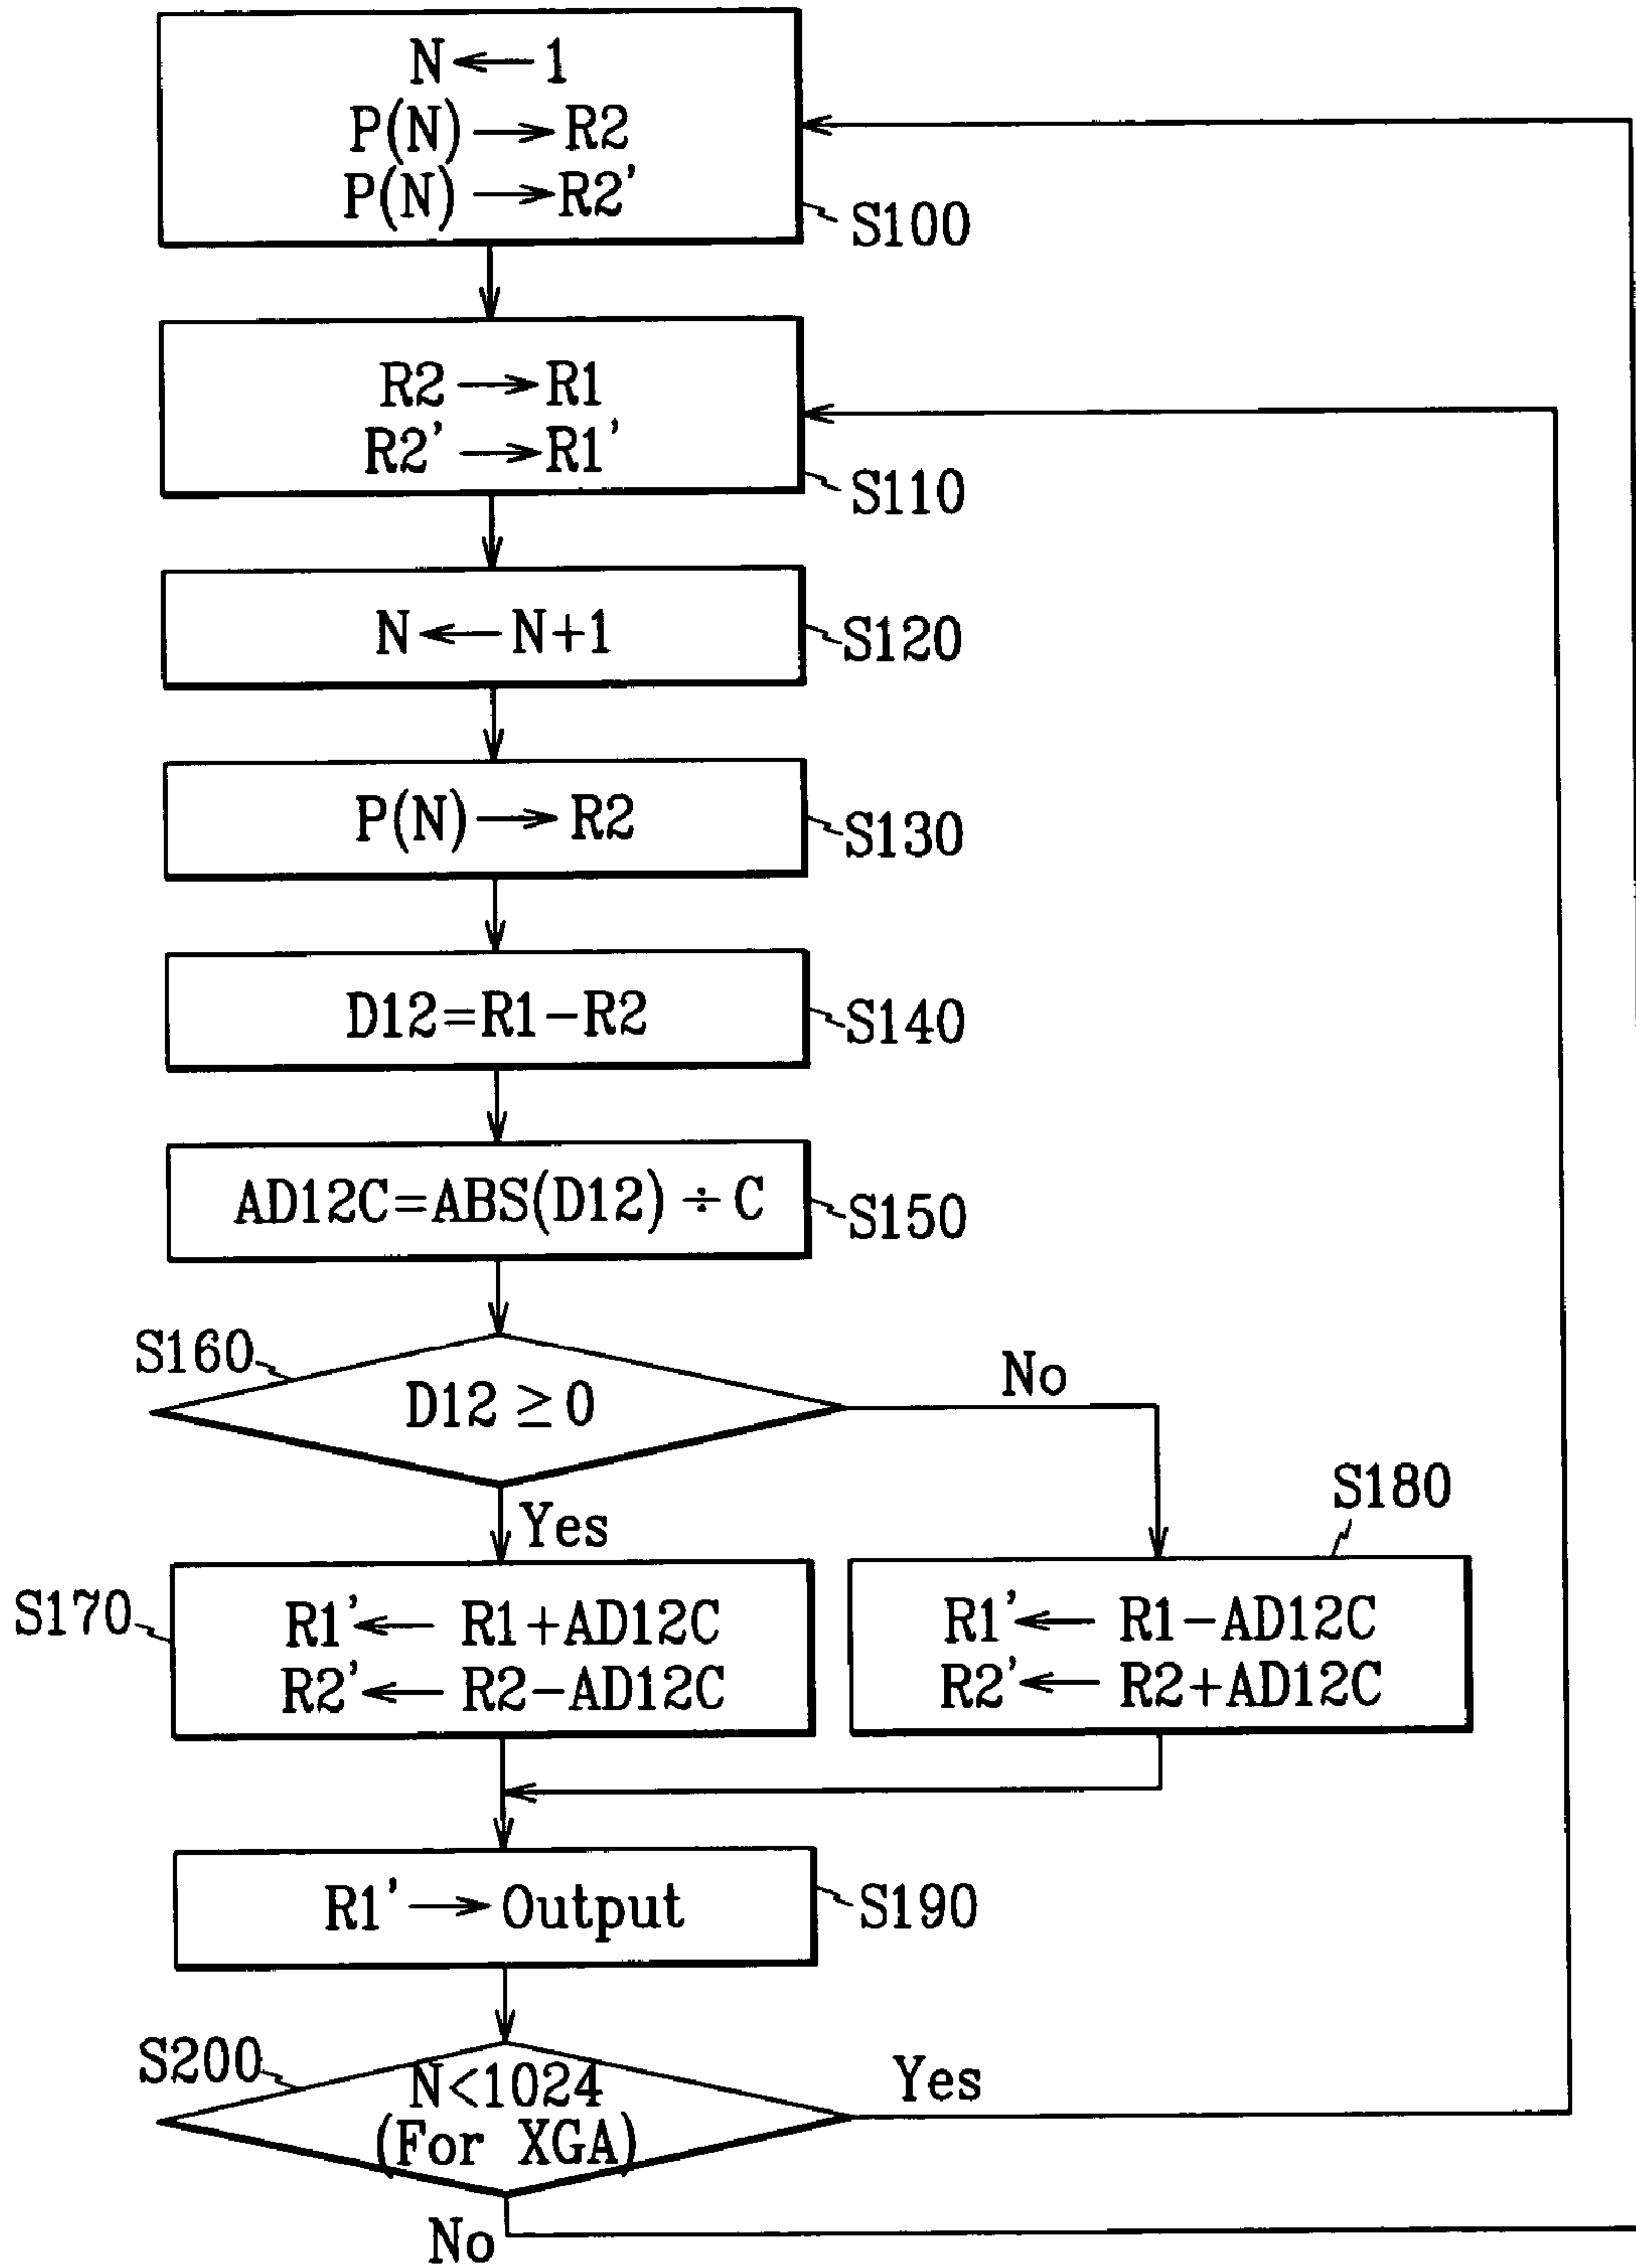 N ← 1
P(N) → R2
P(N) → R2'
S100
R2 → R1
R2' → R1'
S110
N ← N+1
S120
P(N) → R2
S130
D12=R1-R2
S140
AD12C=ABS(D12) ÷ C
S150
S160
D12 ≥ 0
No
Yes
S180
S170
R1' ← R1+AD12C
R2' ← R2-AD12C
R1' ← R1-AD12C
R2' ← R2+AD12C
R1' → Output
S190
S200
N<1024
(For XGA)
Yes
No